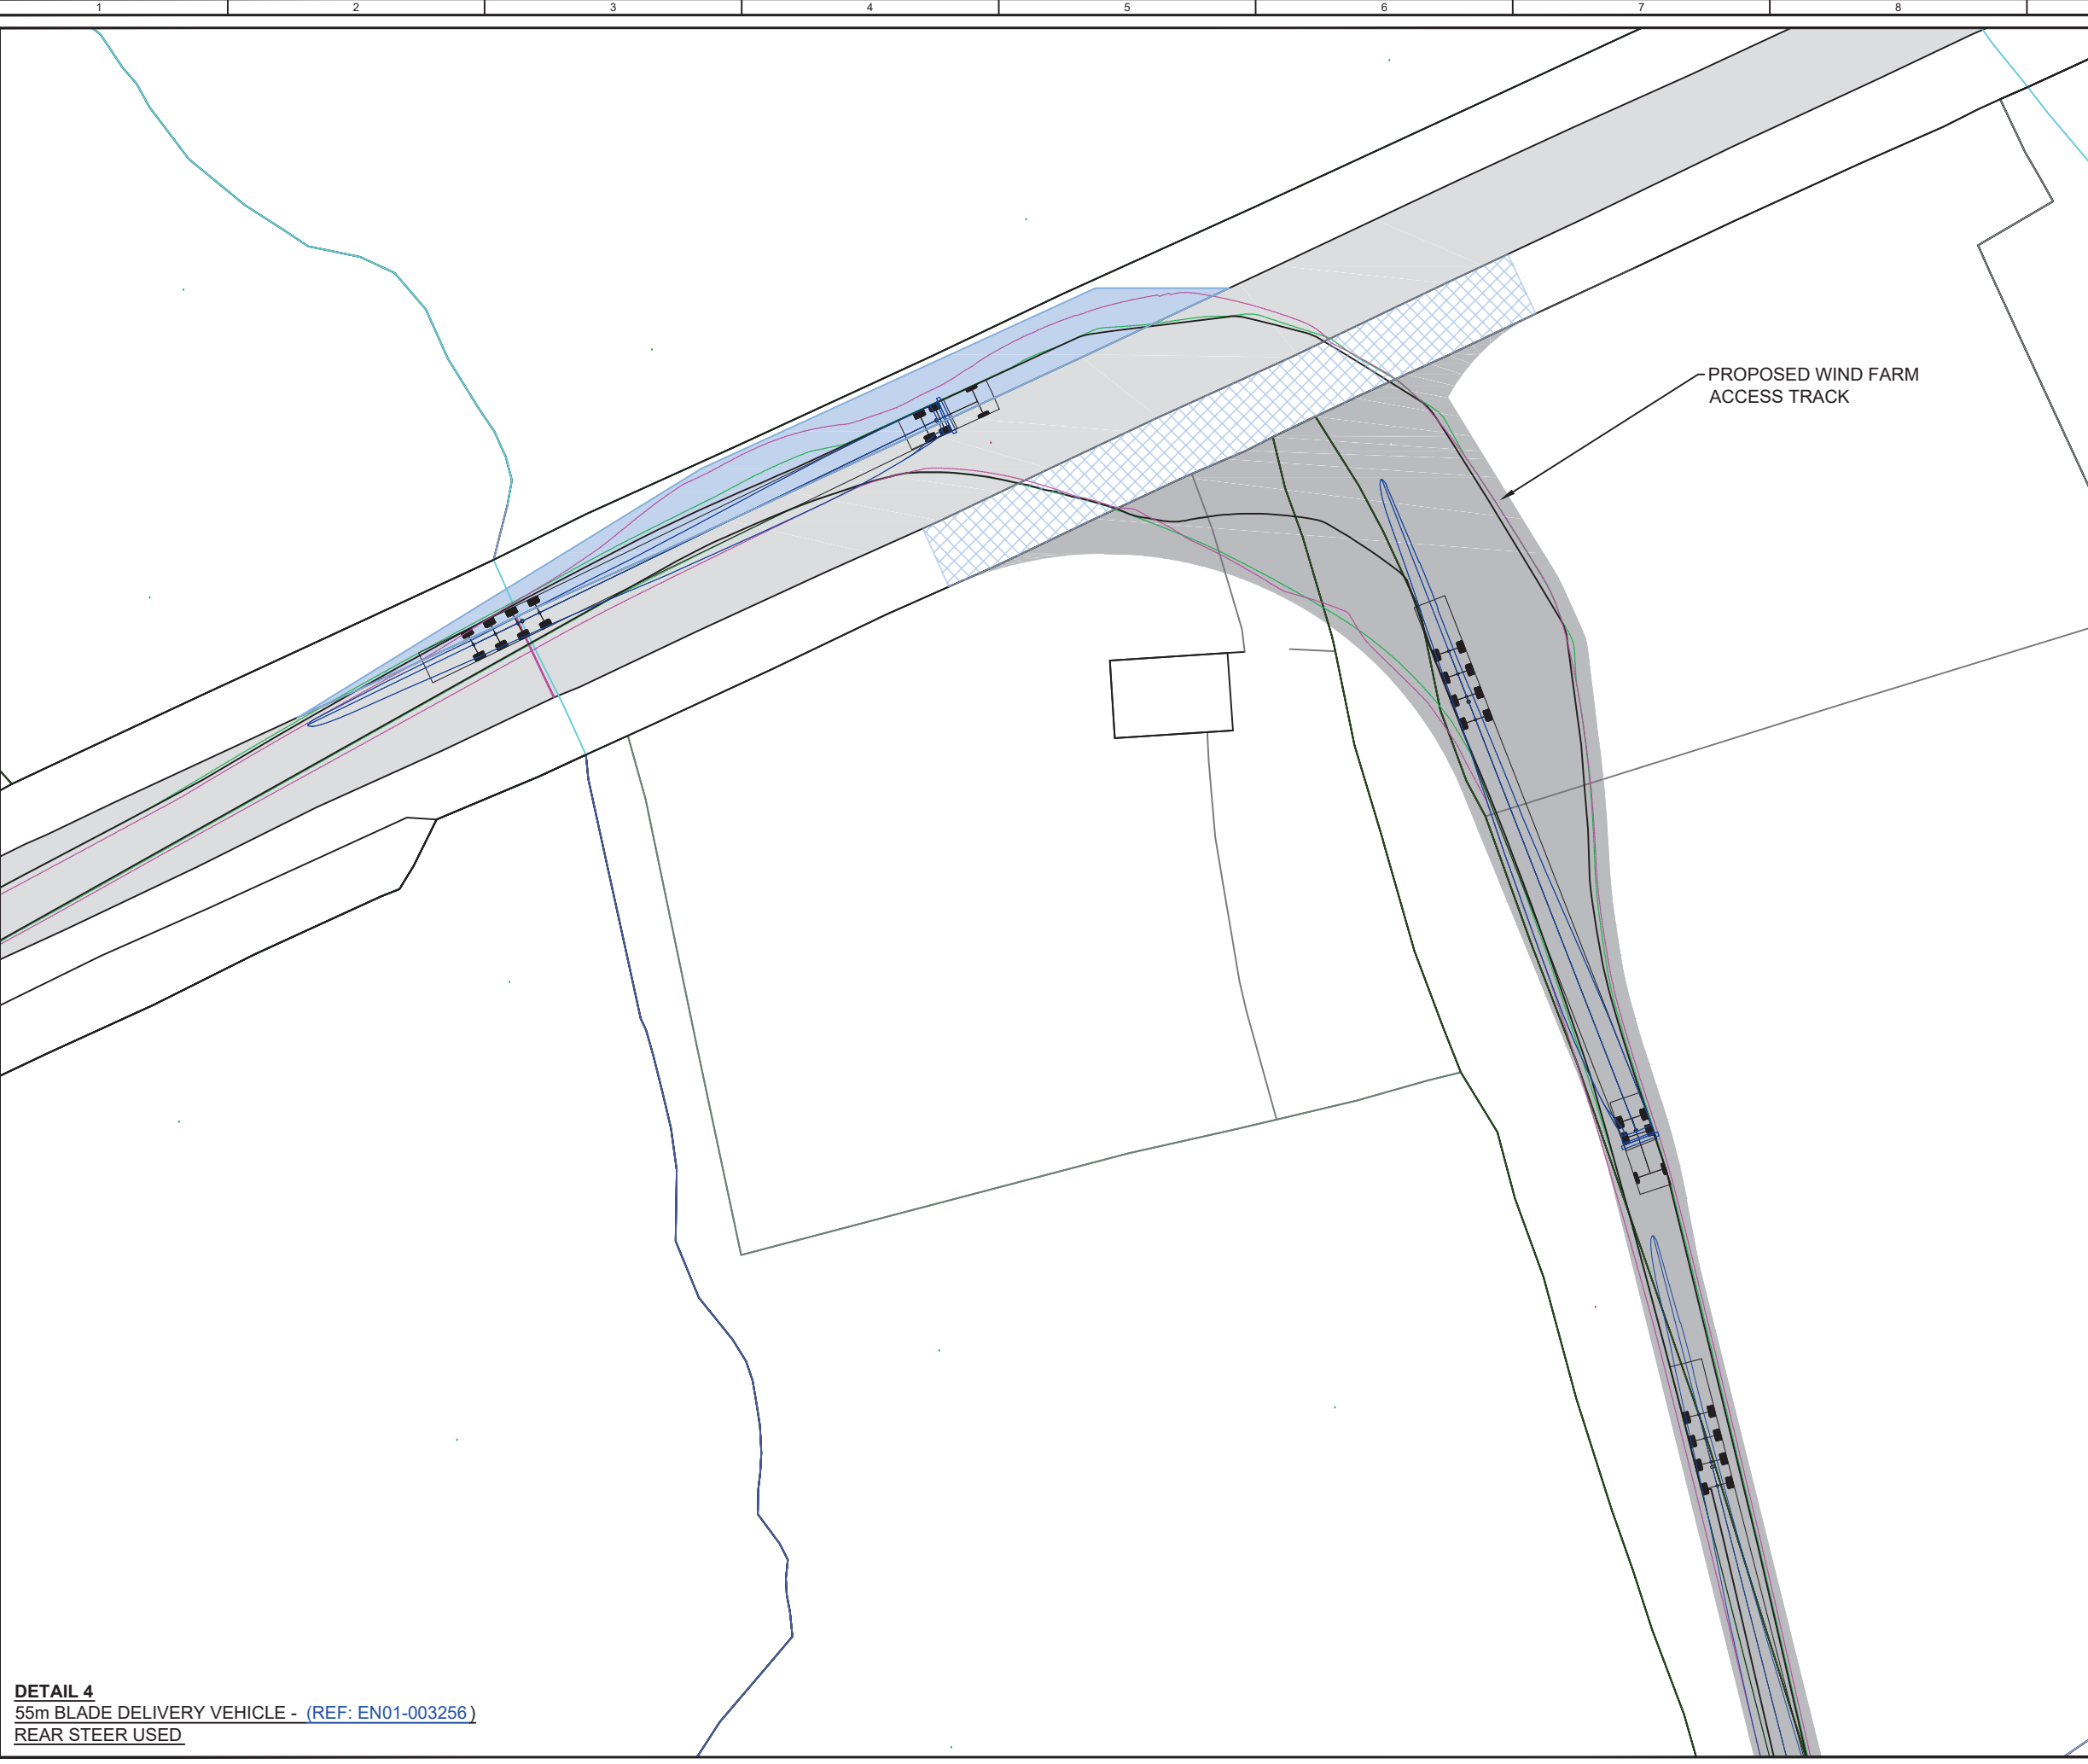 1 2 3 4 5 6 7 8
PROPOSED WIND FARM
ACCESS TRACK
DETAIL 4
55m BLADE DELIVERY VEHICLE - (REF: EN01-003256)
REAR STEER USED